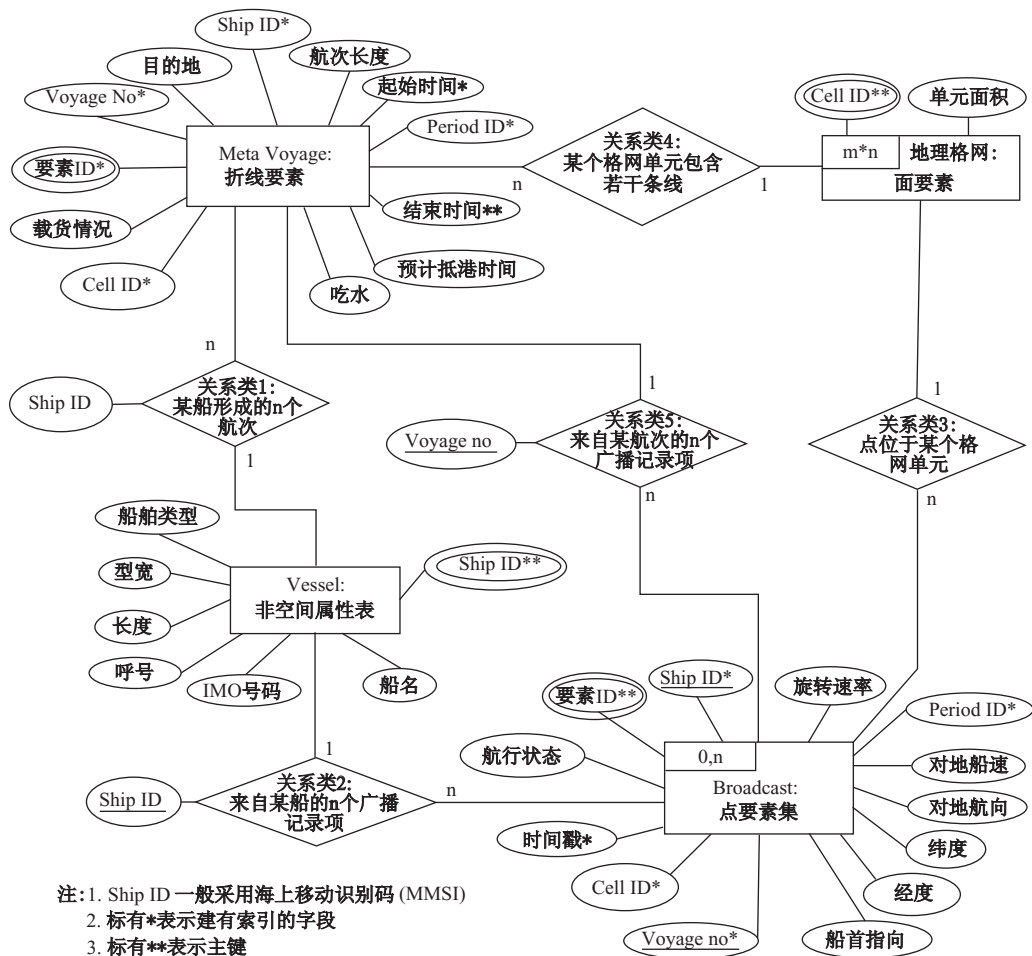 Ship ID*
目的地
航次长度
Voyage No*
起始时间*
Period ID*
要素ID*
Meta Voyage:
折线要素
载货情况
结束时间**
Cell ID*
预计抵港时间
吃水
n
关系类4:
某个格网单元包含
若干条线
1
Cell ID**
单元面积
m*n
地理格网:
面要素
n
Ship ID
关系类1:
某船形成的n个
航次
1
1
Voyage no
关系类5:
来自某航次的n个
广播记录项
n
1
关系类3:
点位于某个格
网单元
n
船舶类型
型宽
长度
呼号
IMO号码
船名
Vessel:
非空间属性表
Ship ID**
1
Ship ID
关系类2:
来自某船的n个广播
记录项
n
要素ID**
Ship ID*
旋转速率
Period ID*
航行状态
0,n
Broadcast:
点要素集
对地船速
对地航向
时间戳*
纬度
Cell ID*
经度
Voyage no*
船首指向
注:1. Ship ID 一般采用海上移动识别码 (MMSI)
2. 标有*表示建有索引的字段
3. 标有**表示主键